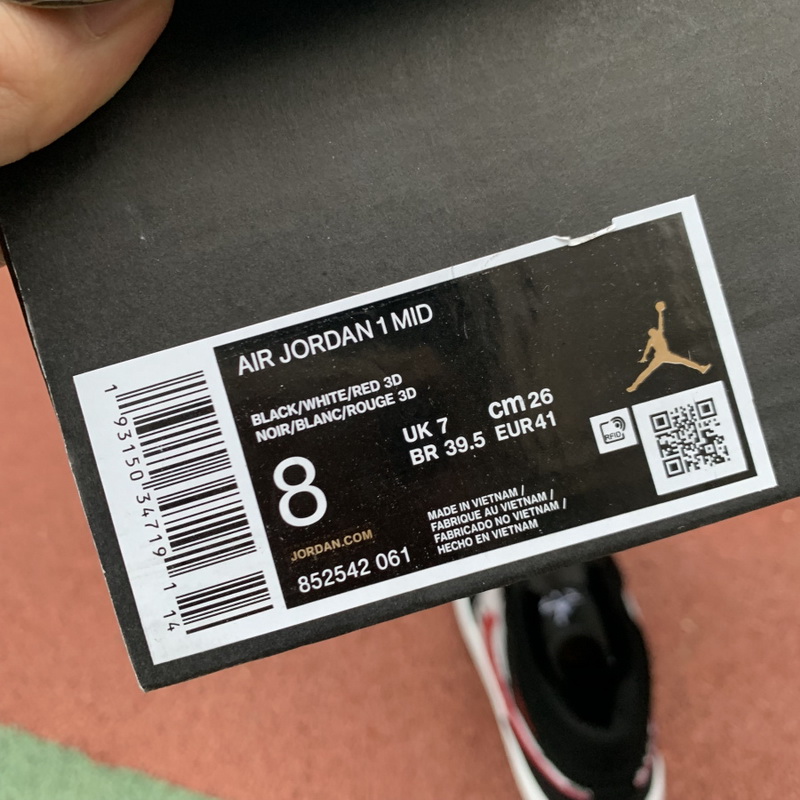 AIR JORDAN 1 MID
BLACK/WHITE/RED 3D
NOIR/BLANC/ROUGE 3D
8
UK 7
cm 26
BR 39.5
EUR 41
RFID
MADE IN VIETNAM /
FABRIQUE AU VIETNAM /
FABRICADO NO VIETNAM /
HECHO EN VIETNAM
JORDAN.COM
852542 061
1 93150 34719 1 14